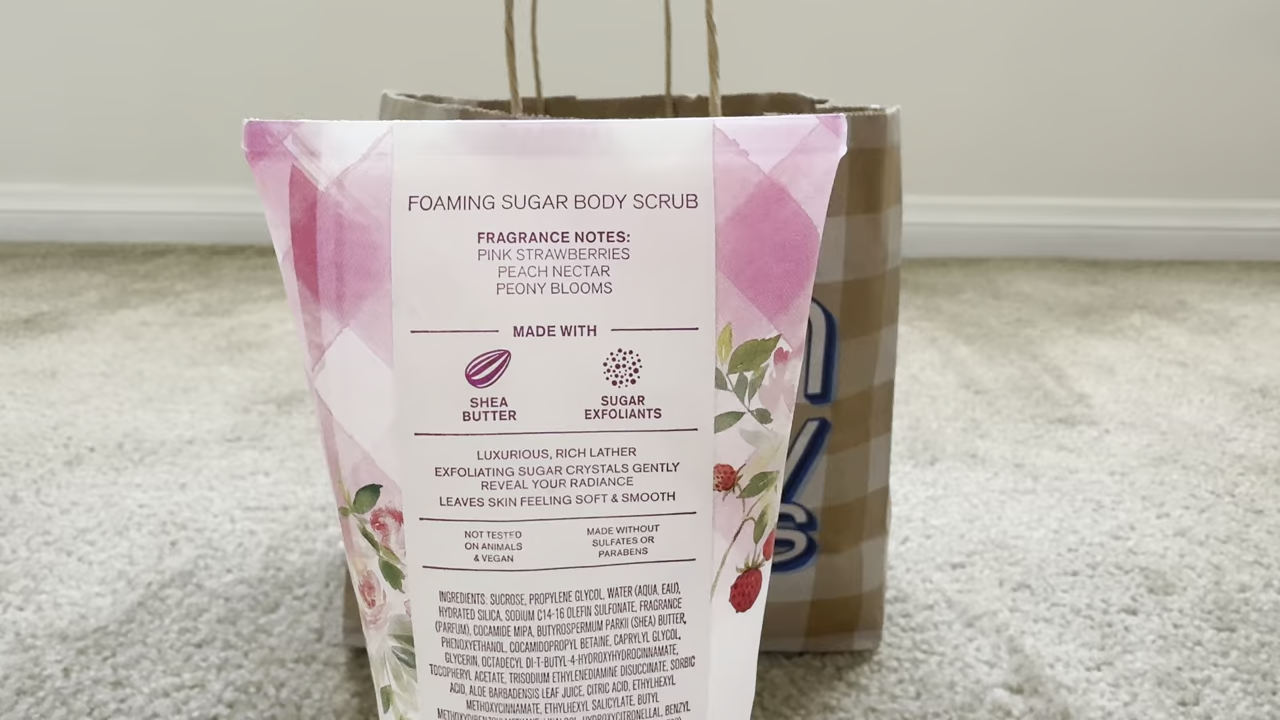 FOAMING SUGAR BODY SCRUB
FRAGRANCE NOTES:
PINK STRAWBERRIES
PEACH NECTAR
PEONY BLOOMS
MADE WITH
SHEA
BUTTER
SUGAR
EXFOLIANTS
LUXURIOUS, RICH LATHER
EXFOLIATING SUGAR CRYSTALS GENTLY
REVEAL YOUR RADIANCE
LEAVES SKIN FEELING SOFT & SMOOTH
NOT TESTED
ON ANIMALS
& VEGAN
MADE WITHOUT
SULFATES OR
PARABENS
INGREDIENTS: SUCROSE, PROPYLENE GLYCOL, WATER (AQUA, EAU),
HYDRATED SILICA, SODIUM C14-16 OLEFIN SULFONATE, FRAGRANCE
(PARFUM), COCAMIDE MIPA, BUTYROSPERMUM PARKII (SHEA) BUTTER,
PHENOXYETHANOL, COCAMIDOPROPYL BETAINE, CAPRYLYL GLYCOL,
GLYCERIN, OCTADECYL DI-T-BUTYL-4-HYDROXYHYDROCINNAMATE,
TOCOPHERYL ACETATE, TRISODIUM ETHYLENEDIAMINE DISUCCINATE, SORBIC
ACID, ALOE BARBADENSIS LEAF JUICE, CITRIC ACID, ETHYLHEXYL
METHOXYCINNAMATE, ETHYLHEXYL SALICYLATE, BUTYL
HYDROXYCITRONELLAL, BENZYL